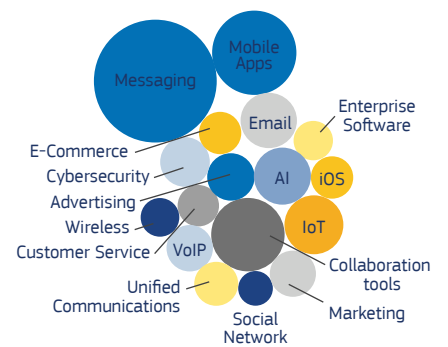 Mobile
Apps
Messaging
Enterprise
Software
Email
E-Commerce
Cybersecurity
AI
iOS
Advertising
Wireless
IoT
Customer Service
VoIP
Collaboration
tools
Unified
Communications
Marketing
Social
Network